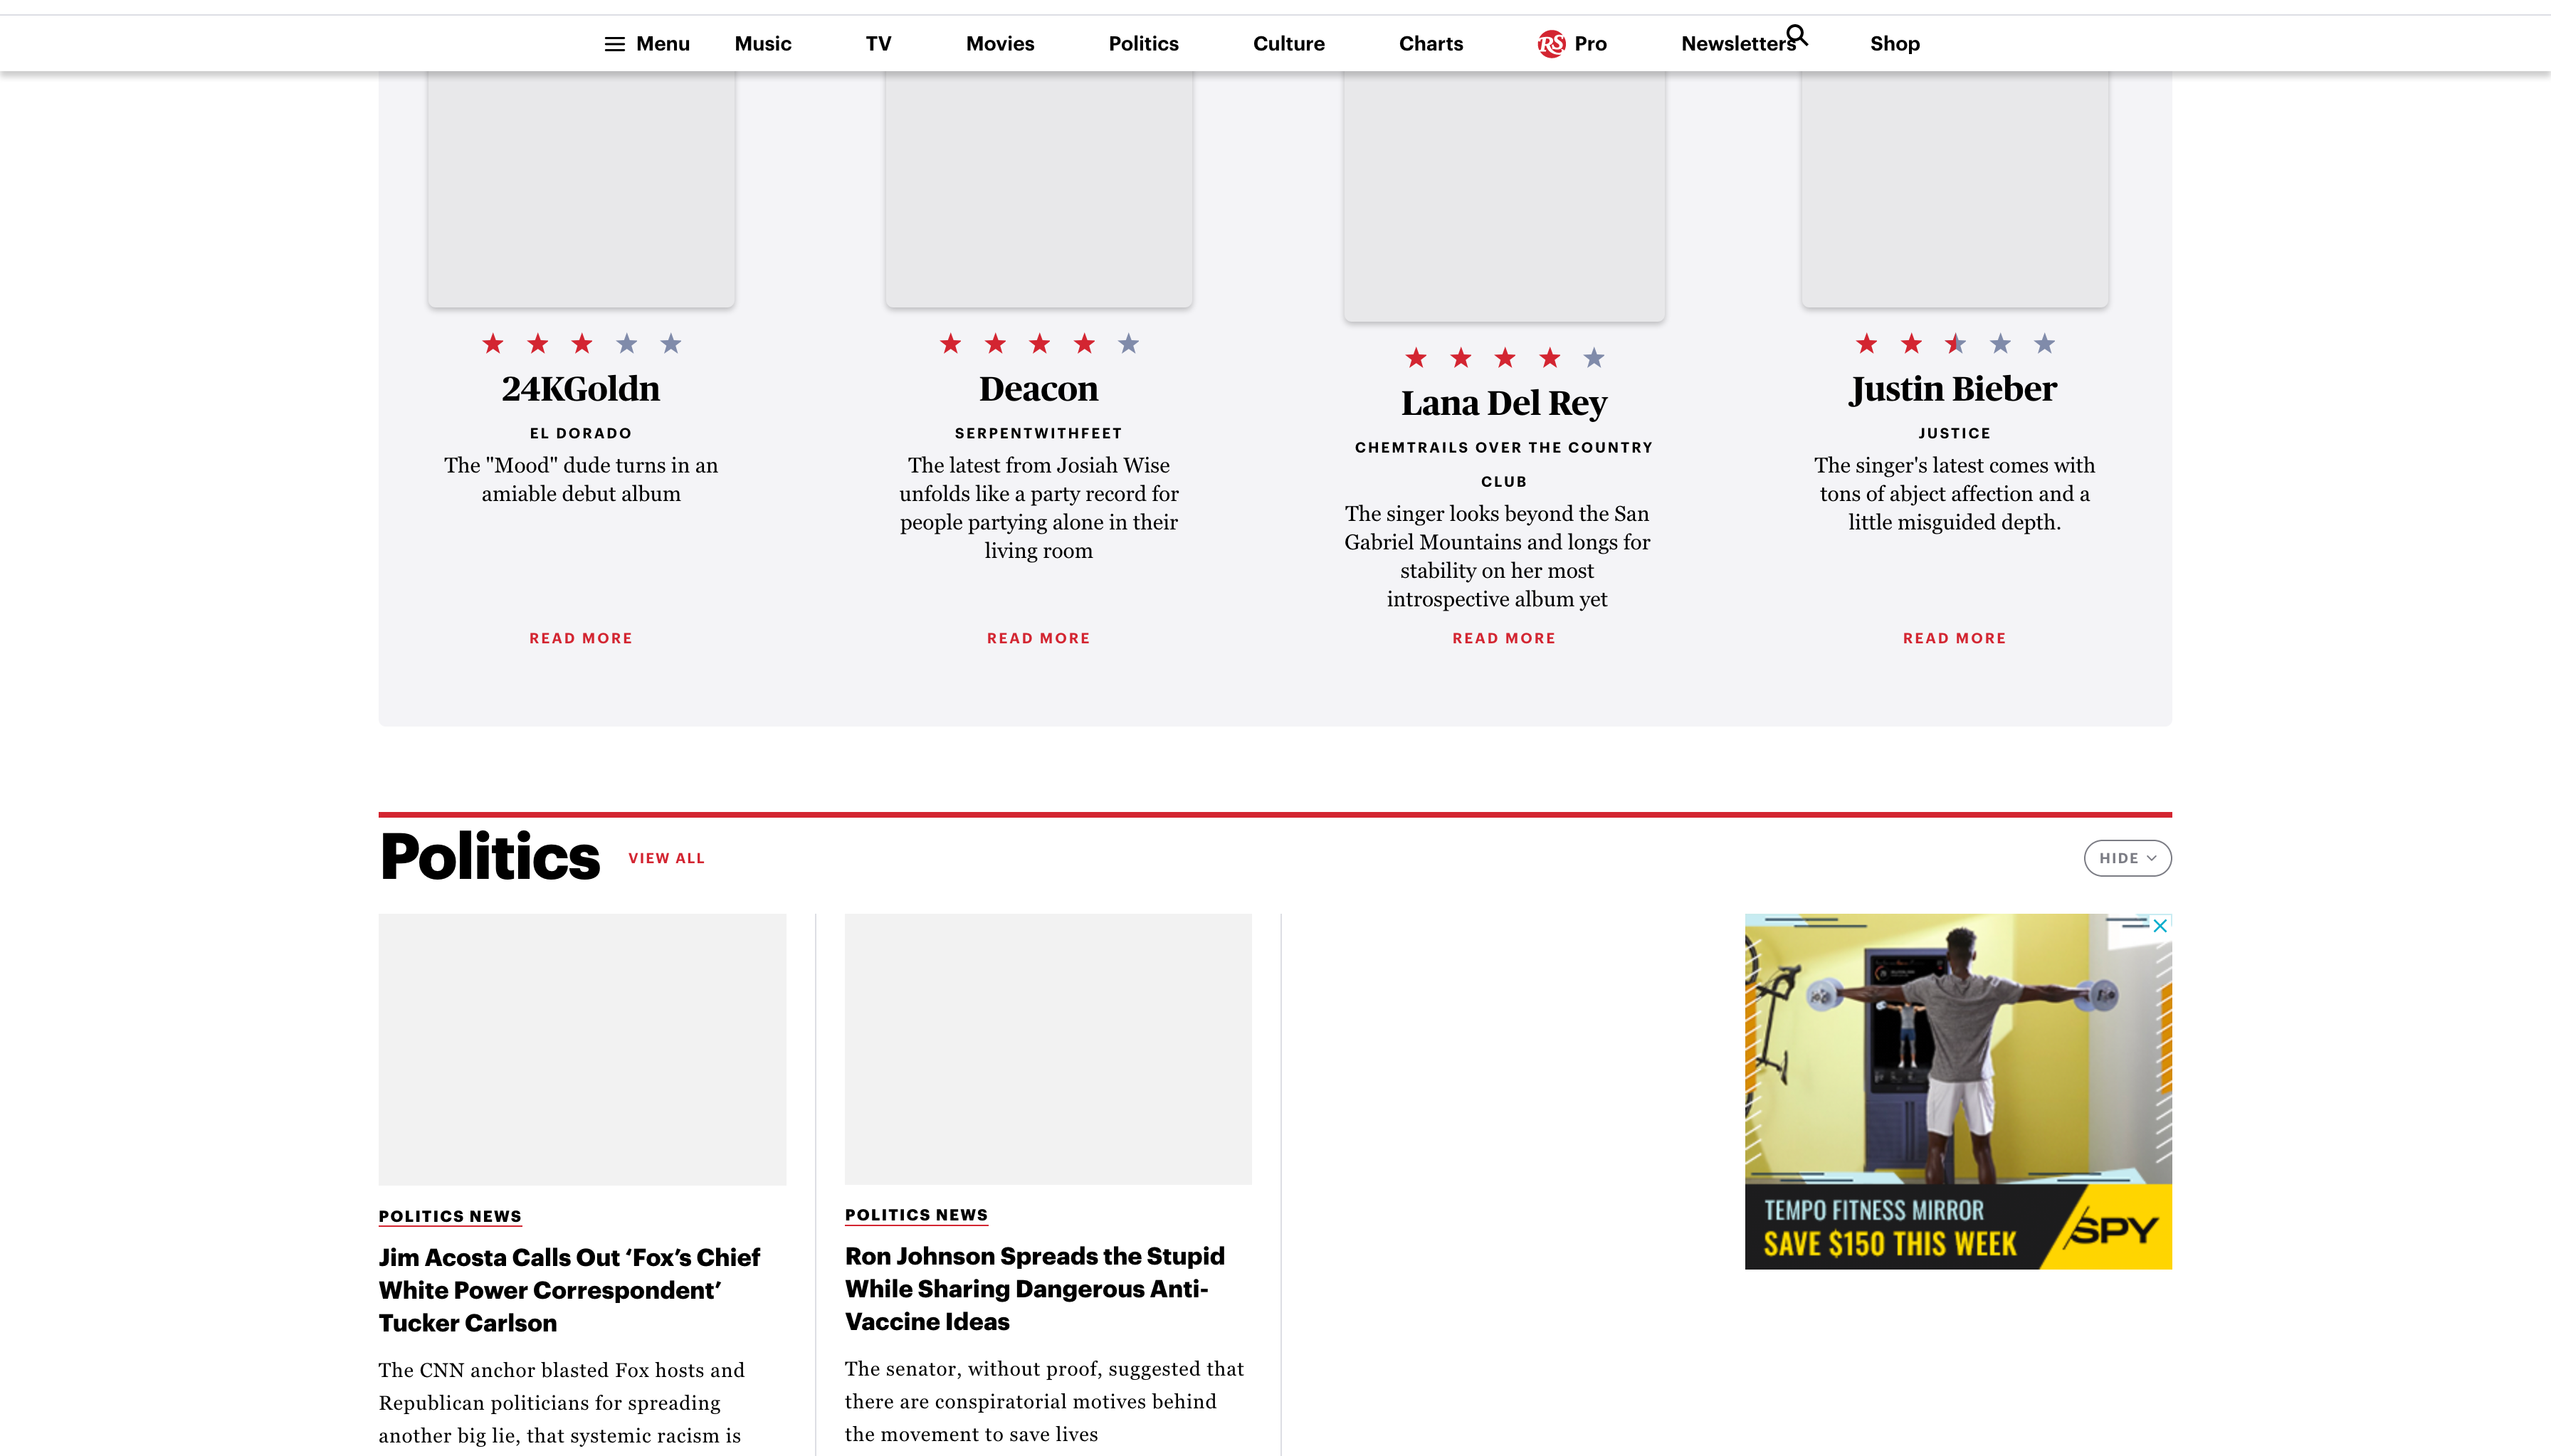 Menu Music TV Movies Politics Culture Charts RS Pro Newsletters Shop
24KGoldn
EL DORADO
The "Mood" dude turns in an
amiable debut album
READ MORE
Deacon
SERPENTWITHFEET
The latest from Josiah Wise
unfolds like a party record for
people partying alone in their
living room
READ MORE
Lana Del Rey
CHEMTRAILS OVER THE COUNTRY
CLUB
The singer looks beyond the San
Gabriel Mountains and longs for
stability on her most
introspective album yet
READ MORE
Justin Bieber
JUSTICE
The singer's latest comes with
tons of abject affection and a
little misguided depth.
READ MORE
Politics VIEW ALL HIDE
POLITICS NEWS
Jim Acosta Calls Out ‘Fox’s Chief
White Power Correspondent’
Tucker Carlson
The CNN anchor blasted Fox hosts and
Republican politicians for spreading
another big lie, that systemic racism is
POLITICS NEWS
Ron Johnson Spreads the Stupid
While Sharing Dangerous Anti-
Vaccine Ideas
The senator, without proof, suggested that
there are conspiratorial motives behind
the movement to save lives
TEMPO FITNESS MIRROR
SAVE $150 THIS WEEK
SPY